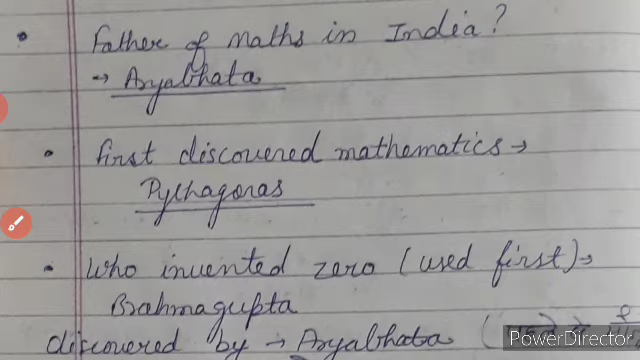 • Father of maths in India?
→ Aryabhata
• first discovered mathematics →
Pythagoras
• Who invented zero (used first) →
Brahmagupta
discovered by → Aryabhata (
PowerDirector